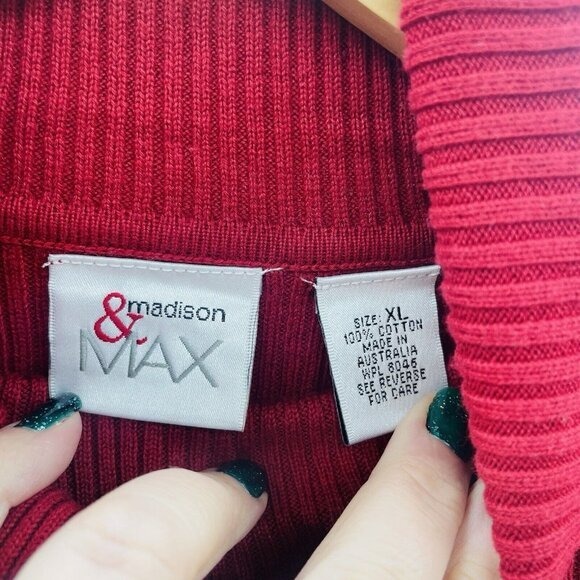 madison
& MAX
SIZE: XL
100% COTTON
MADE IN
AUSTRALIA
WPL 8046
SEE REVERSE
FOR CARE